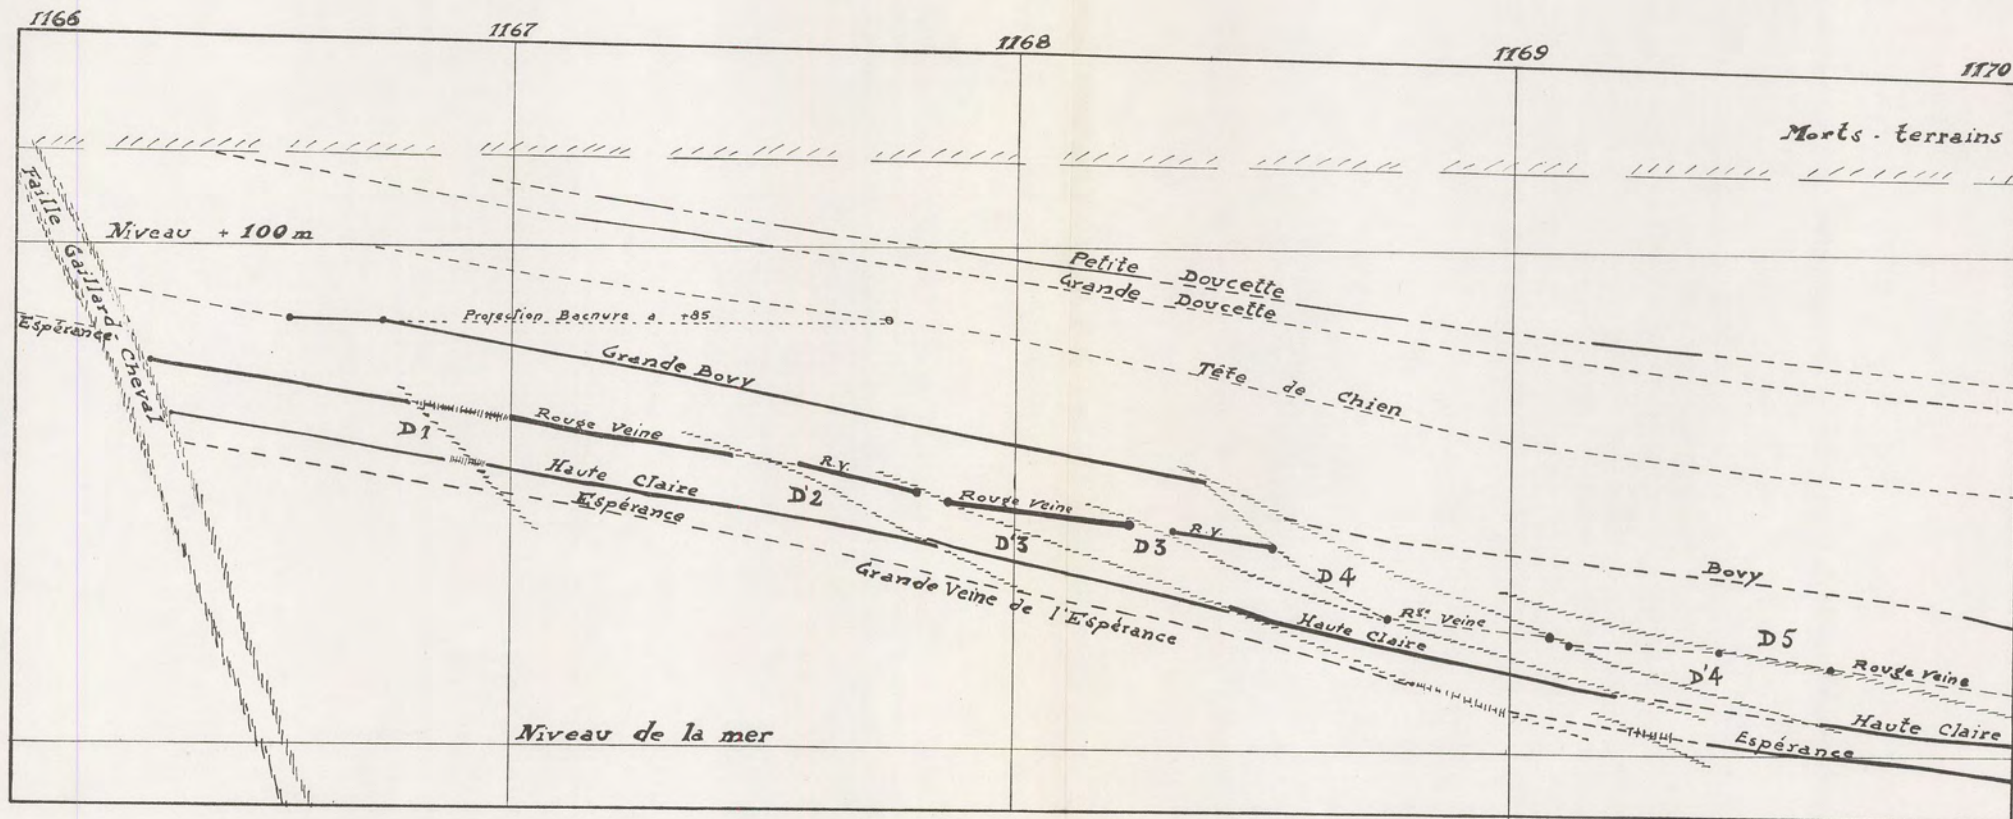 1166
1167
1168
1169
1170
Morts - terrains
Niveau + 100 m
Faille Gaillard-Cheval
Petite Doucette
Grande Doucette
Espérance
Projection Bacnure à +85
Grande Bovy
Tête de Chien
D1
Rouge Veine
R.V.
Haute Claire
Espérance
D'2
Rouge Veine
D'3
D3
R.V.
D4
Bovy
Grande Veine de l'Espérance
Haute Claire
Rge Veine
D5
D'4
Rouge Veine
Niveau de la mer
Haute Claire
Espérance